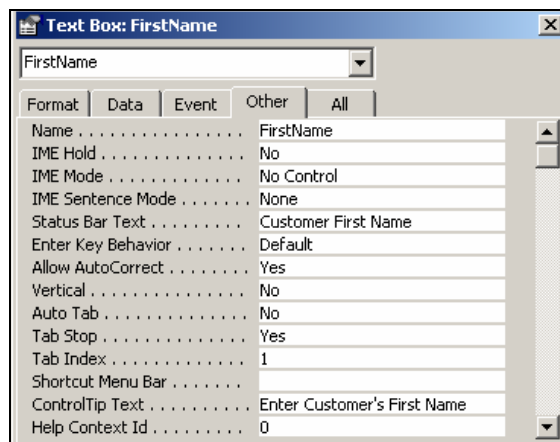 Text Box: FirstName
FirstName
Format Data Event Other All
Name . . . . . . . . . . . . . . . . FirstName
IME Hold . . . . . . . . . . . . . No
IME Mode . . . . . . . . . . . . . No Control
IME Sentence Mode . . . . . . . None
Status Bar Text . . . . . . . . . Customer First Name
Enter Key Behavior . . . . . . . Default
Allow AutoCorrect . . . . . . . . Yes
Vertical . . . . . . . . . . . . . . . No
Auto Tab . . . . . . . . . . . . . . No
Tab Stop . . . . . . . . . . . . . . Yes
Tab Index . . . . . . . . . . . . . 1
Shortcut Menu Bar . . . . . . .
ControlTip Text . . . . . . . . . . Enter Customer's First Name
Help Context Id . . . . . . . . . 0